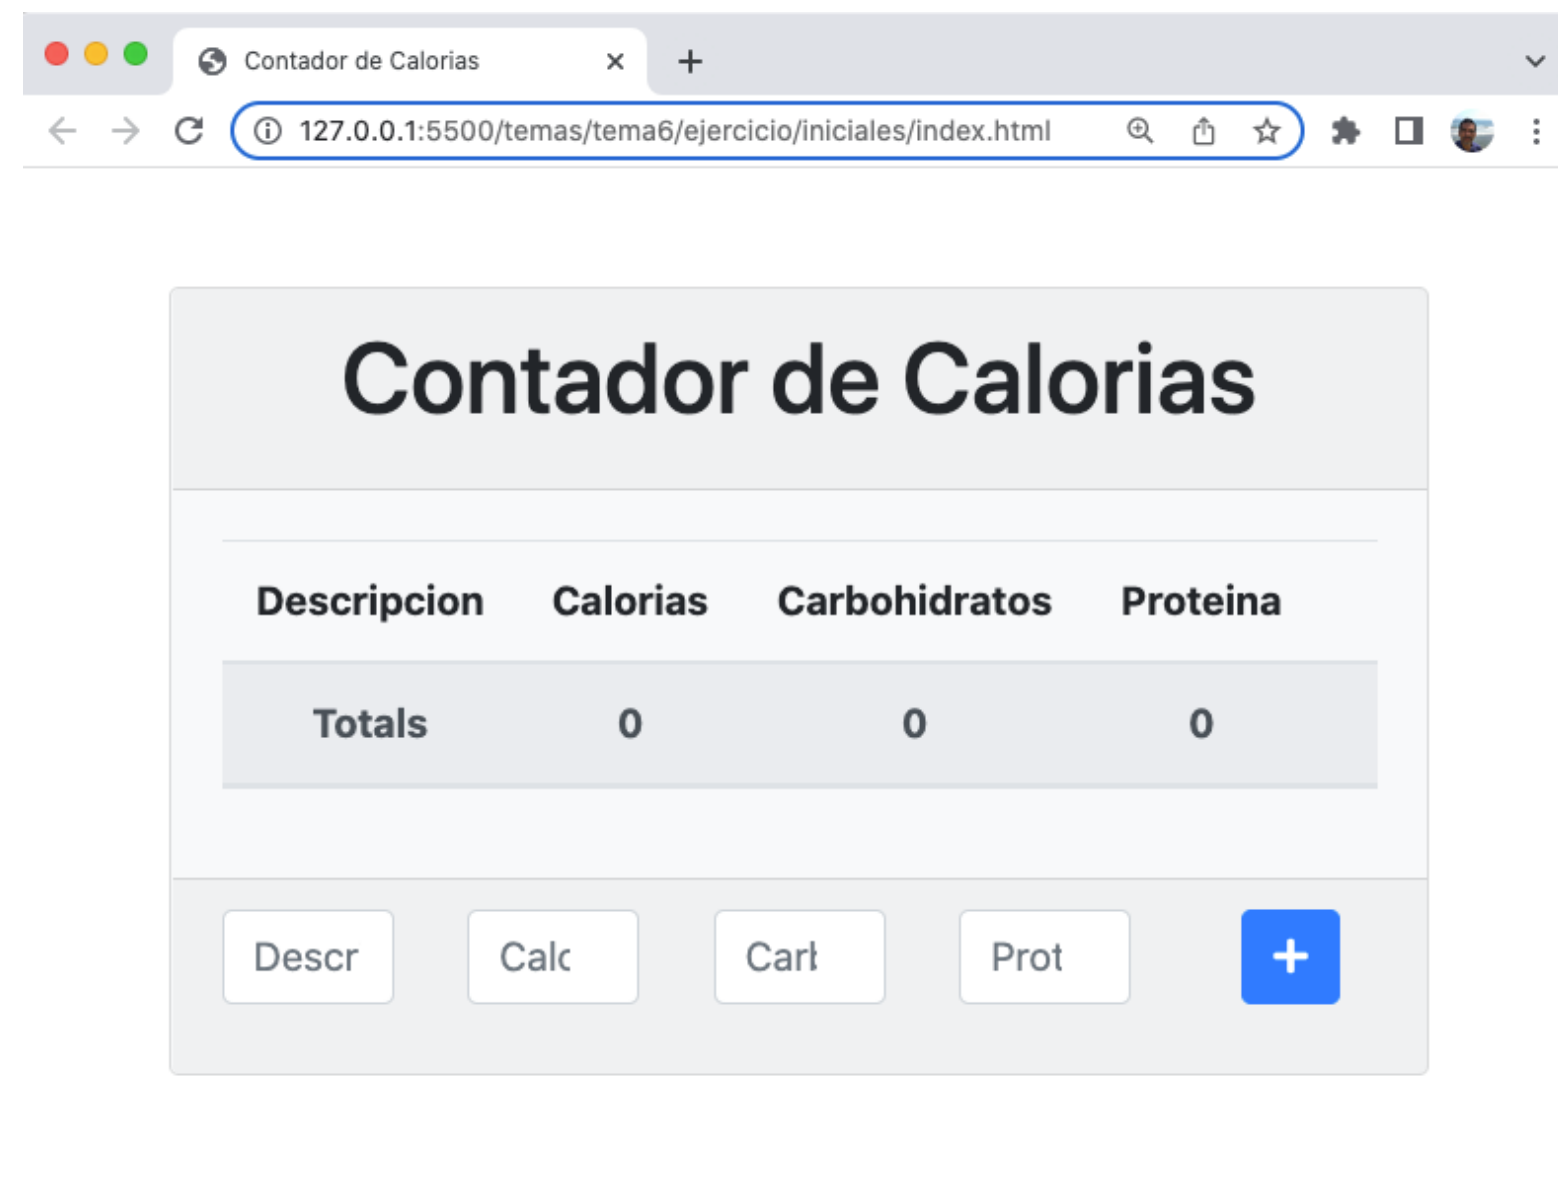 Contador de Calorias
127.0.0.1:5500/temas/tema6/ejercicio/iniciales/index.html
Contador de Calorias
Descripcion Calorias Carbohidratos Proteina
Totals 0 0 0
Descr Calc Cart Prot +